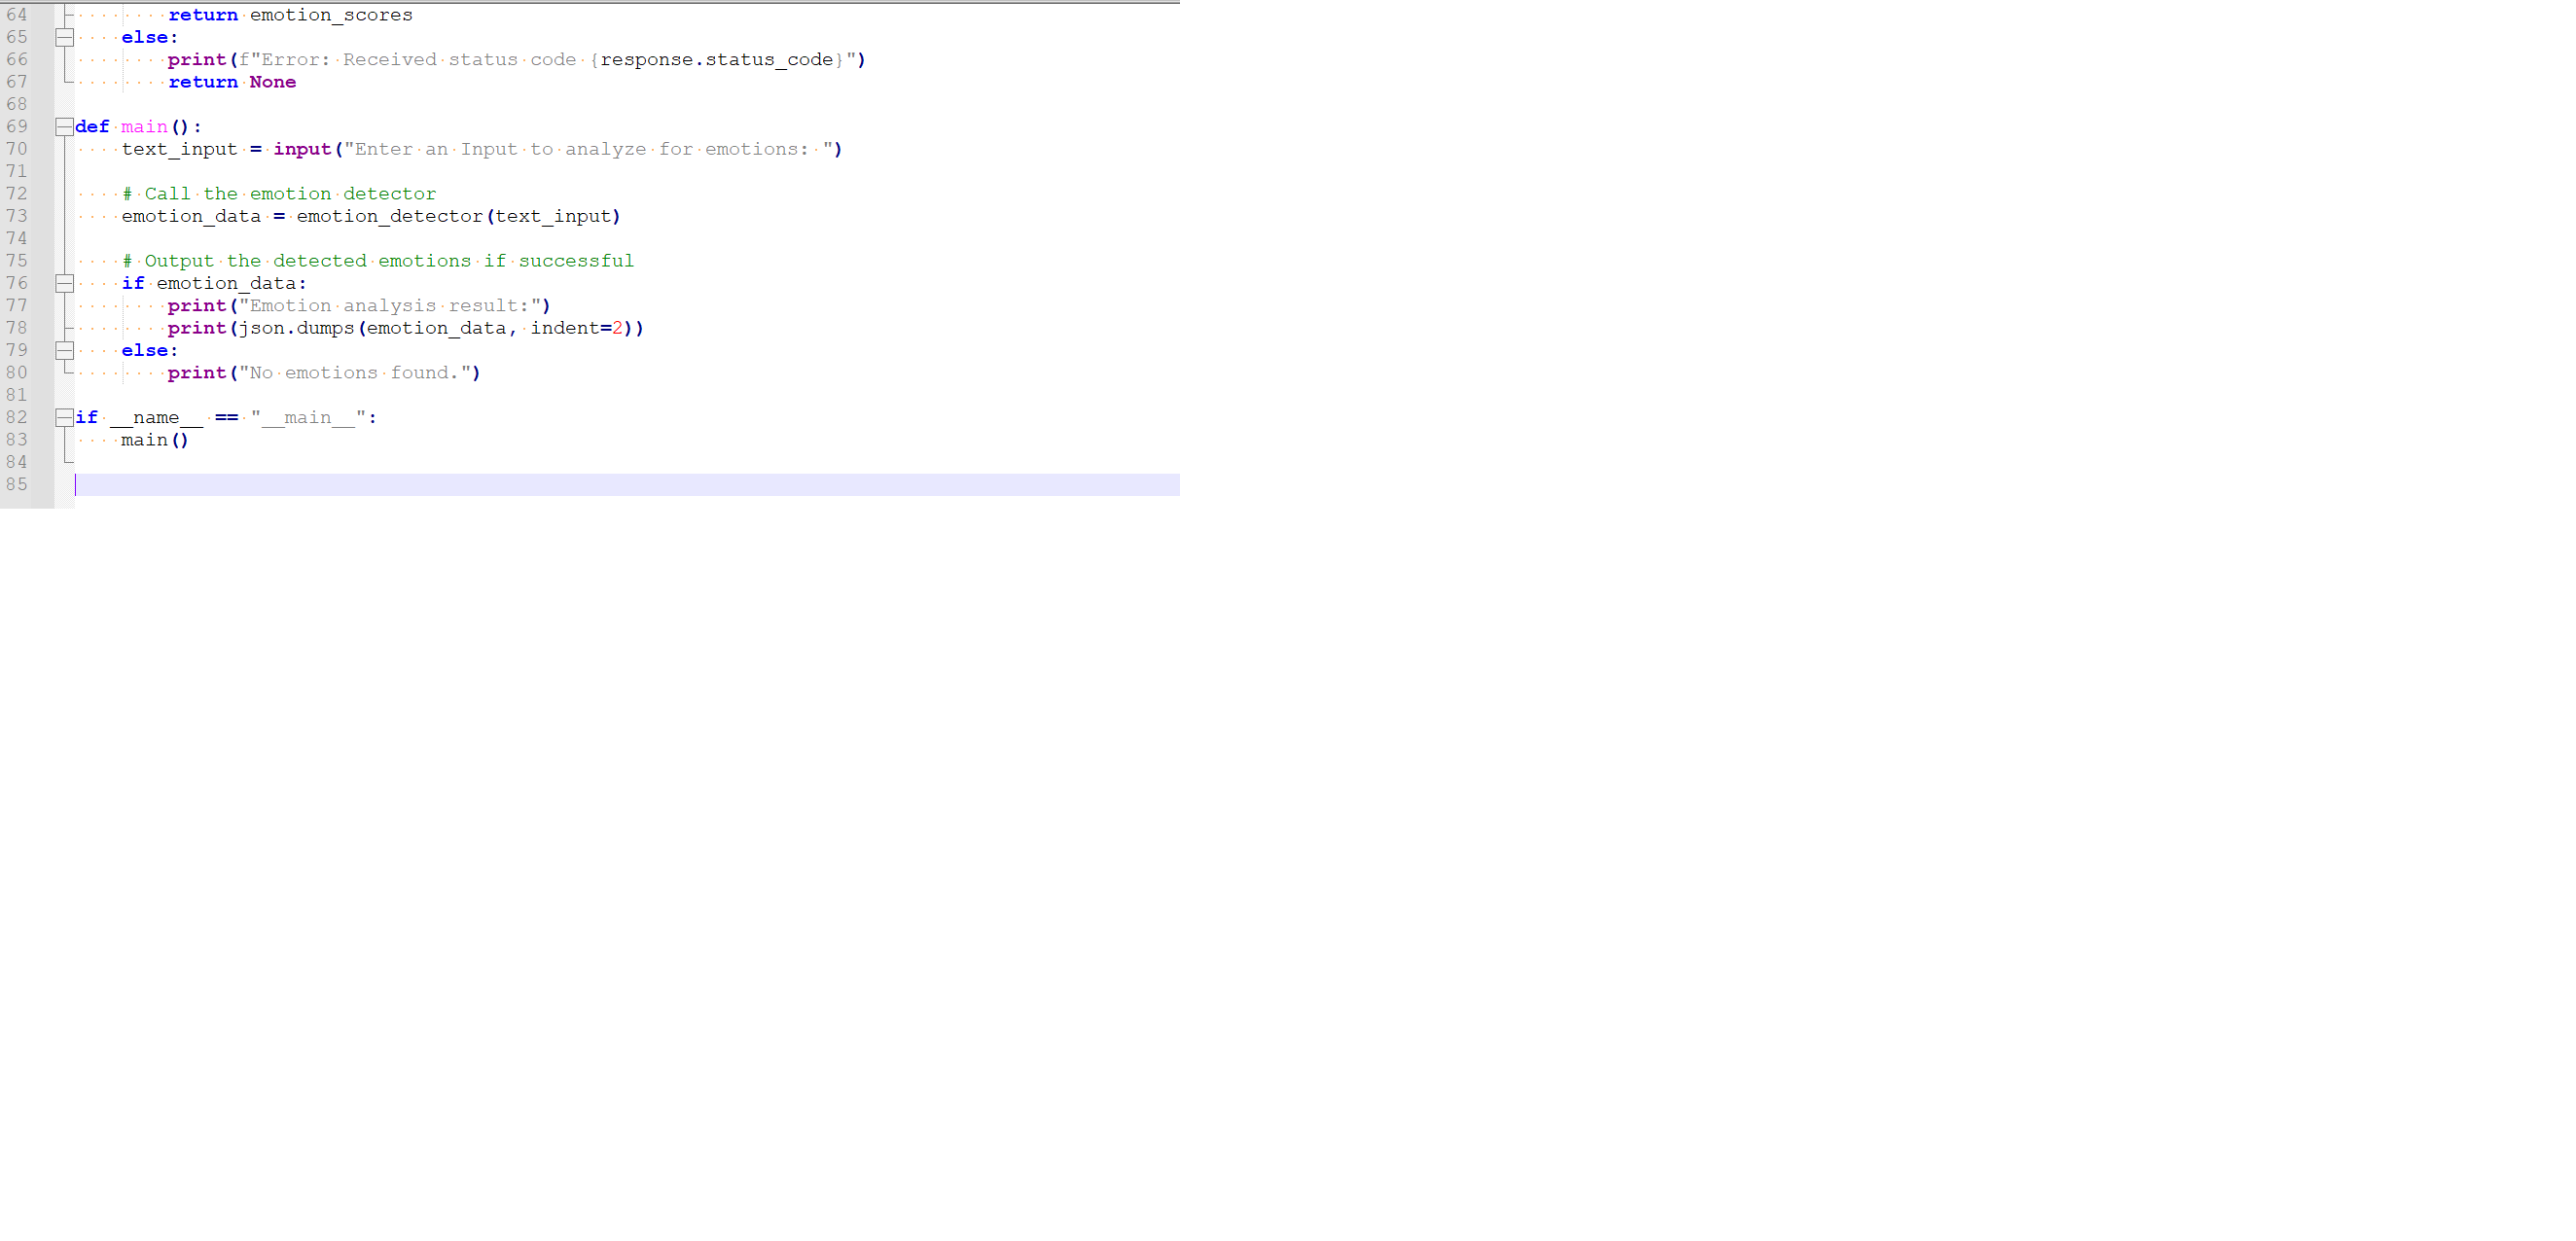 64         return emotion_scores
65     else:
66         print(f"Error: Received status code {response.status_code}")
67         return None
68
69 def main():
70     text_input = input("Enter an Input to analyze for emotions: ")
71
72     # Call the emotion detector
73     emotion_data = emotion_detector(text_input)
74
75     # Output the detected emotions if successful
76     if emotion_data:
77         print("Emotion analysis result:")
78         print(json.dumps(emotion_data, indent=2))
79     else:
80         print("No emotions found.")
81
82 if __name__ == "__main__":
83     main()
84
85